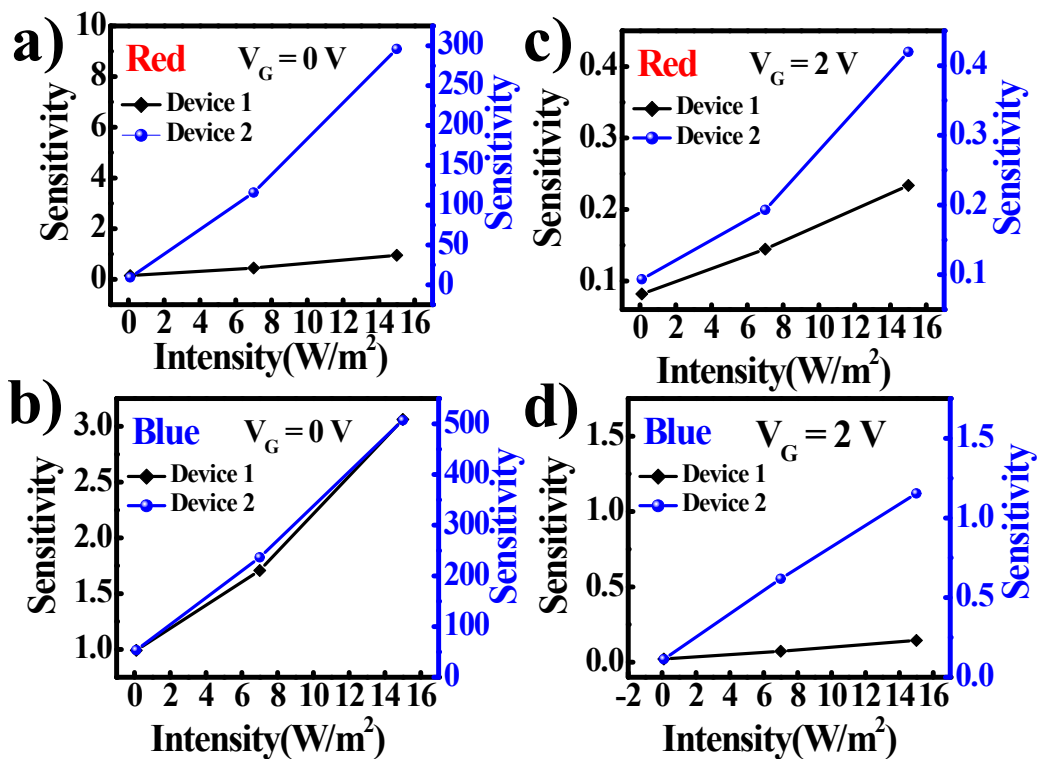 a)
Red
V_G = 0 V
Device 1
Device 2
10
8
6
4
2
0
Sensitivity
300
250
200
150
100
50
0
Sensitivity
0 2 4 6 8 10 12 14 16
Intensity(W/m²)
c)
Red
V_G = 2 V
Device 1
Device 2
0.4
0.3
0.2
0.1
Sensitivity
0.4
0.3
0.2
0.1
Sensitivity
0 2 4 6 8 10 12 14 16
Intensity(W/m²)
b)
Blue
V_G = 0 V
Device 1
Device 2
3.0
2.5
2.0
1.5
1.0
Sensitivity
500
400
300
200
100
0
Sensitivity
0 2 4 6 8 10 12 14 16
Intensity(W/m²)
d)
Blue
V_G = 2 V
Device 1
Device 2
1.5
1.0
0.5
0.0
Sensitivity
1.5
1.0
0.5
0.0
Sensitivity
-2 0 2 4 6 8 10 12 14 16
Intensity(W/m²)